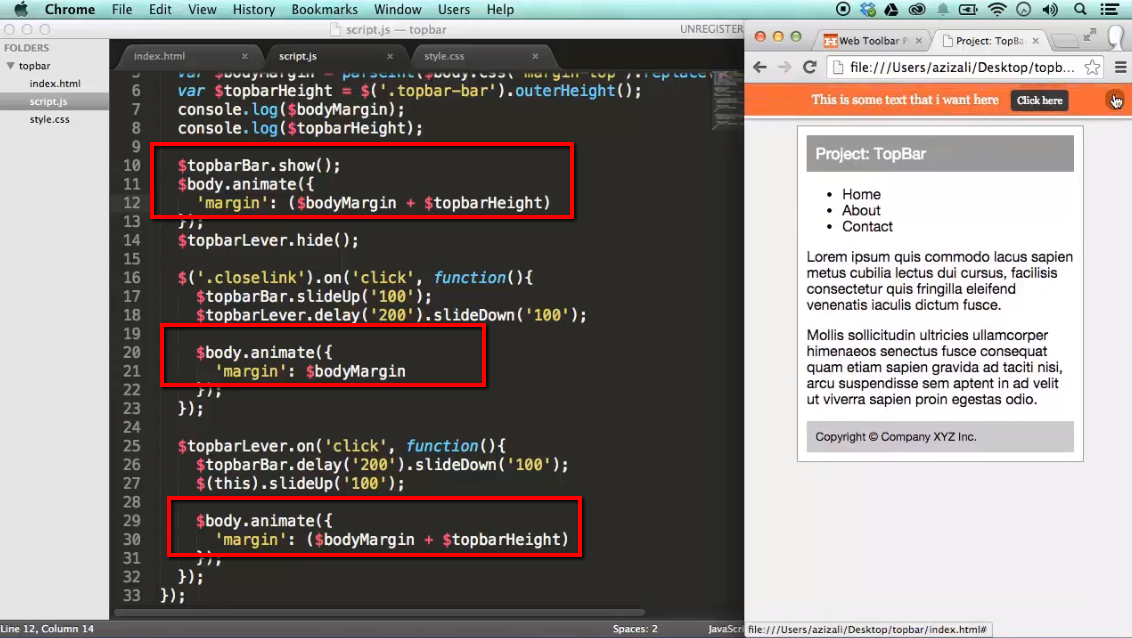 Chrome File Edit View History Bookmarks Window Users Help
script.js — topbar
UNREGISTER
FOLDERS
topbar
index.html
script.js
style.css
index.html × script.js × style.css ×
5 var $bodyMargin = parseInt($body.css('margin-top').replace(
6 var $topbarHeight = $('.topbar-bar').outerHeight();
7 console.log($bodyMargin);
8 console.log($topbarHeight);
9
10 $topbarBar.show();
11 $body.animate({
12 'margin': ($bodyMargin + $topbarHeight)
13 });
14 $topbarLever.hide();
15
16 $('.closelink').on('click', function(){
17 $topbarBar.slideUp('100');
18 $topbarLever.delay('200').slideDown('100');
19
20 $body.animate({
21 'margin': $bodyMargin
22 });
23 });
24
25 $topbarLever.on('click', function(){
26 $topbarBar.delay('200').slideDown('100');
27 $(this).slideUp('100');
28
29 $body.animate({
30 'margin': ($bodyMargin + $topbarHeight)
31 });
32 });
33 });
Line 12, Column 14
Spaces: 2
JavaScri
Web Toolbar P × Project: TopBa ×
file:///Users/azizali/Desktop/topb...
This is some text that i want here Click here
Project: TopBar
• Home
• About
• Contact
Lorem ipsum quis commodo lacus sapien
metus cubilia lectus dui cursus, facilisis
consectetur quis fringilla eleifend
venenatis iaculis dictum fusce.
Mollis sollicitudin ultricies ullamcorper
himenaeos senectus fusce consequat
quam etiam sapien gravida ad taciti nisi,
arcu suspendisse sem aptent in ad velit
ut viverra sapien proin egestas odio.
Copyright © Company XYZ Inc.
file:///Users/azizali/Desktop/topbar/index.html#